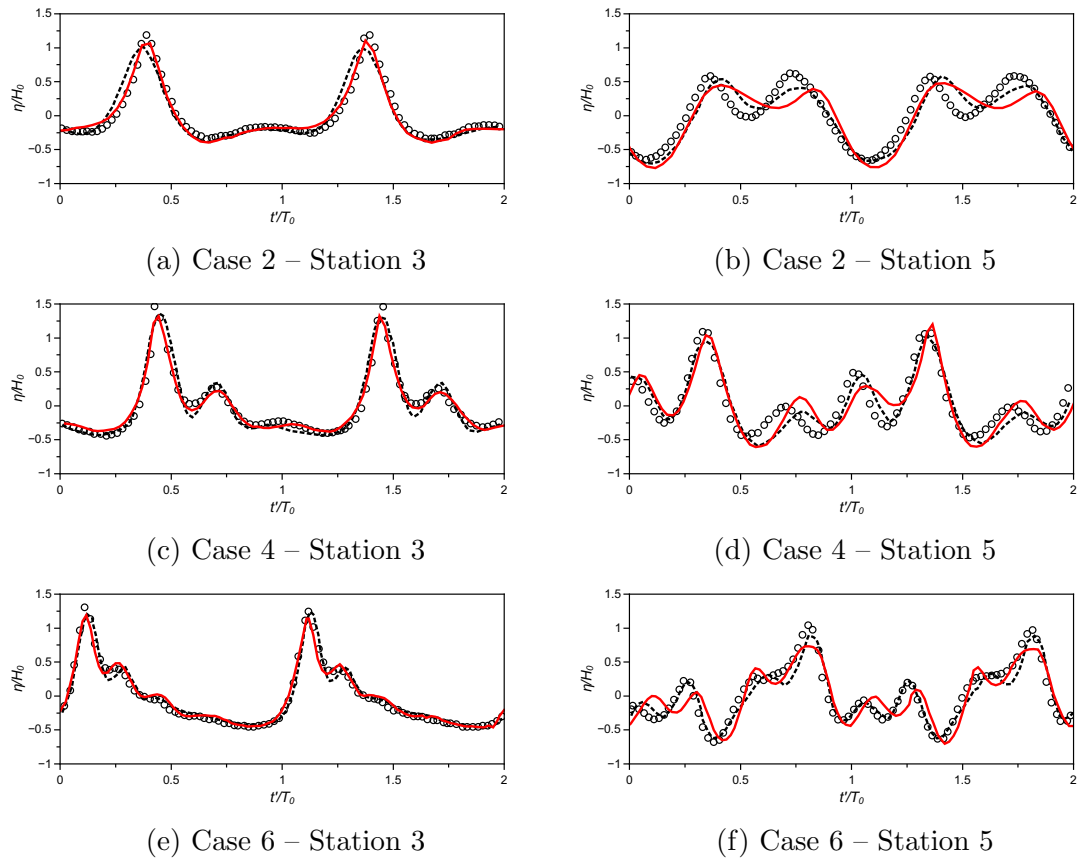 1.5 1 0.5 0 −0.5 −1
η/H₀
0 0.5 1 1.5 2
t'/T₀
(a) Case 2 – Station 3
1.5 1 0.5 0 −0.5 −1
η/H₀
0 0.5 1 1.5 2
t'/T₀
(b) Case 2 – Station 5
1.5 1 0.5 0 −0.5 −1
η/H₀
0 0.5 1 1.5 2
t'/T₀
(c) Case 4 – Station 3
1.5 1 0.5 0 −0.5 −1
η/H₀
0 0.5 1 1.5 2
t'/T₀
(d) Case 4 – Station 5
1.5 1 0.5 0 −0.5 −1
η/H₀
0 0.5 1 1.5 2
t'/T₀
(e) Case 6 – Station 3
1.5 1 0.5 0 −0.5 −1
η/H₀
0 0.5 1 1.5 2
t'/T₀
(f) Case 6 – Station 5